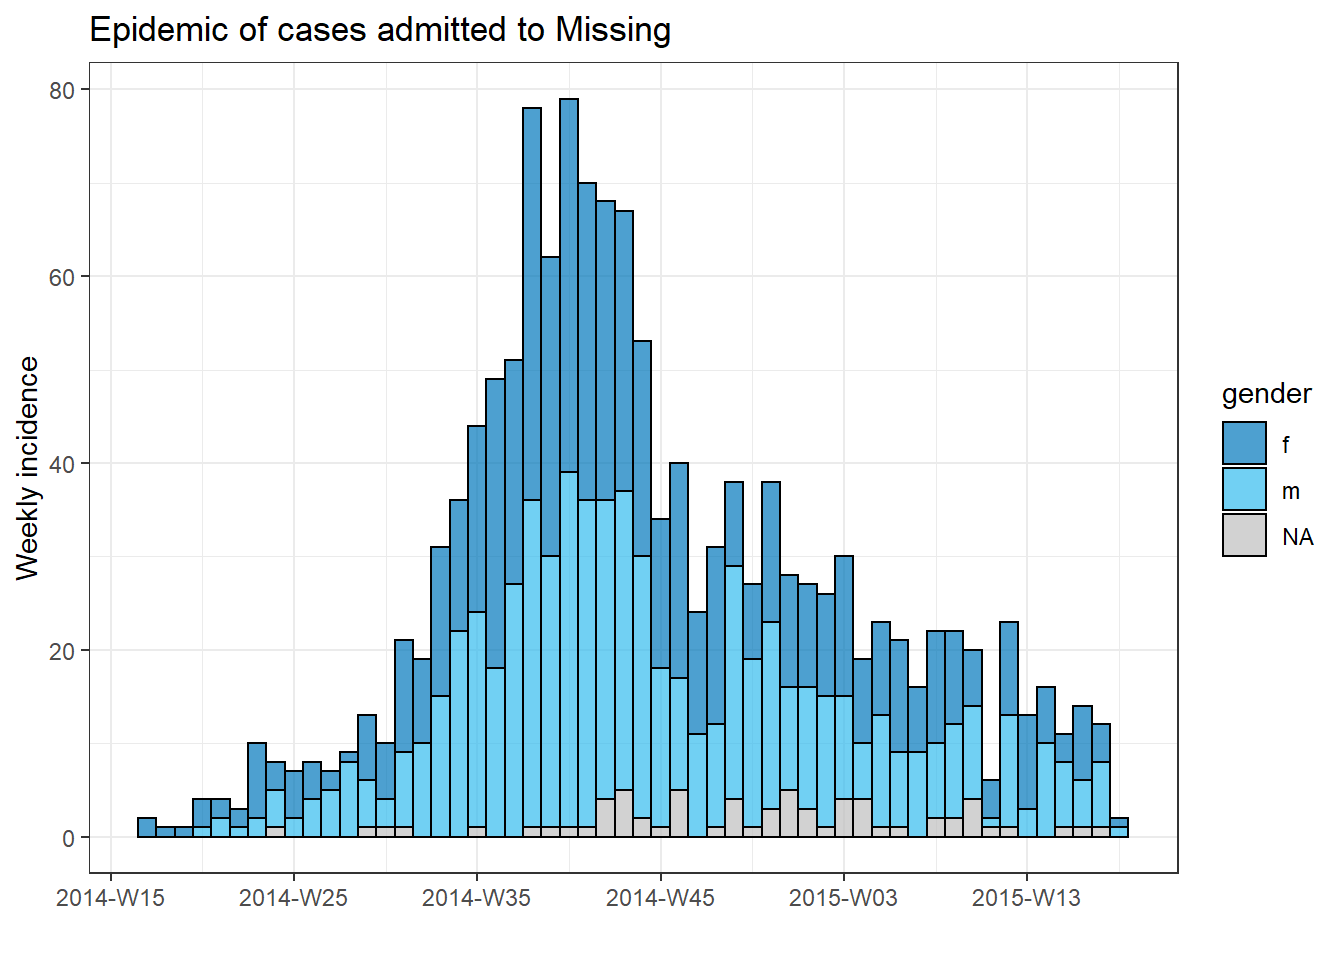 Epidemic of cases admitted to Missing
Weekly incidence
80
60
40
20
0
2014-W15 2014-W25 2014-W35 2014-W45 2015-W03 2015-W13
gender
f
m
NA